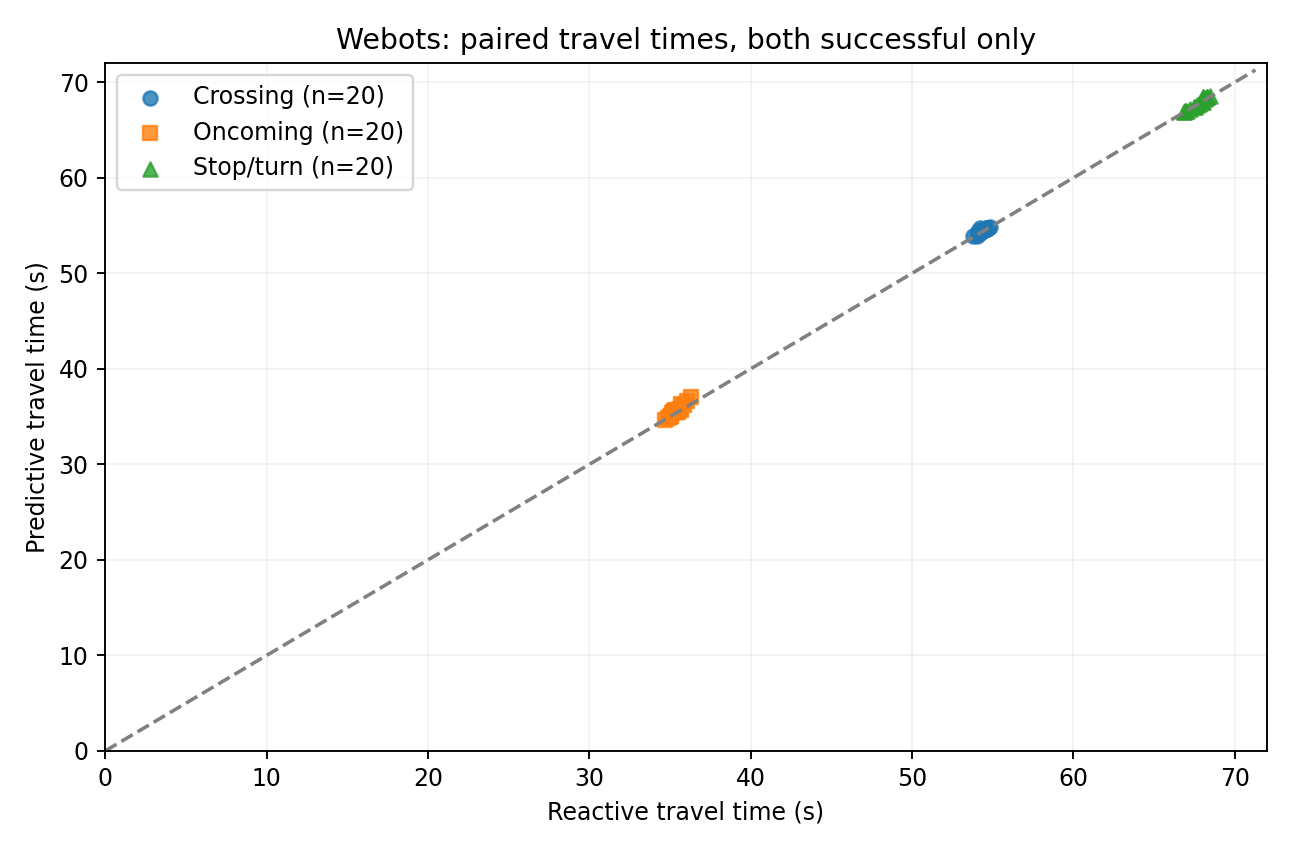 Webots: paired travel times, both successful only
Crossing (n=20)
Oncoming (n=20)
Stop/turn (n=20)
Predictive travel time (s)
70
60
50
40
30
20
10
0
0 10 20 30 40 50 60 70
Reactive travel time (s)